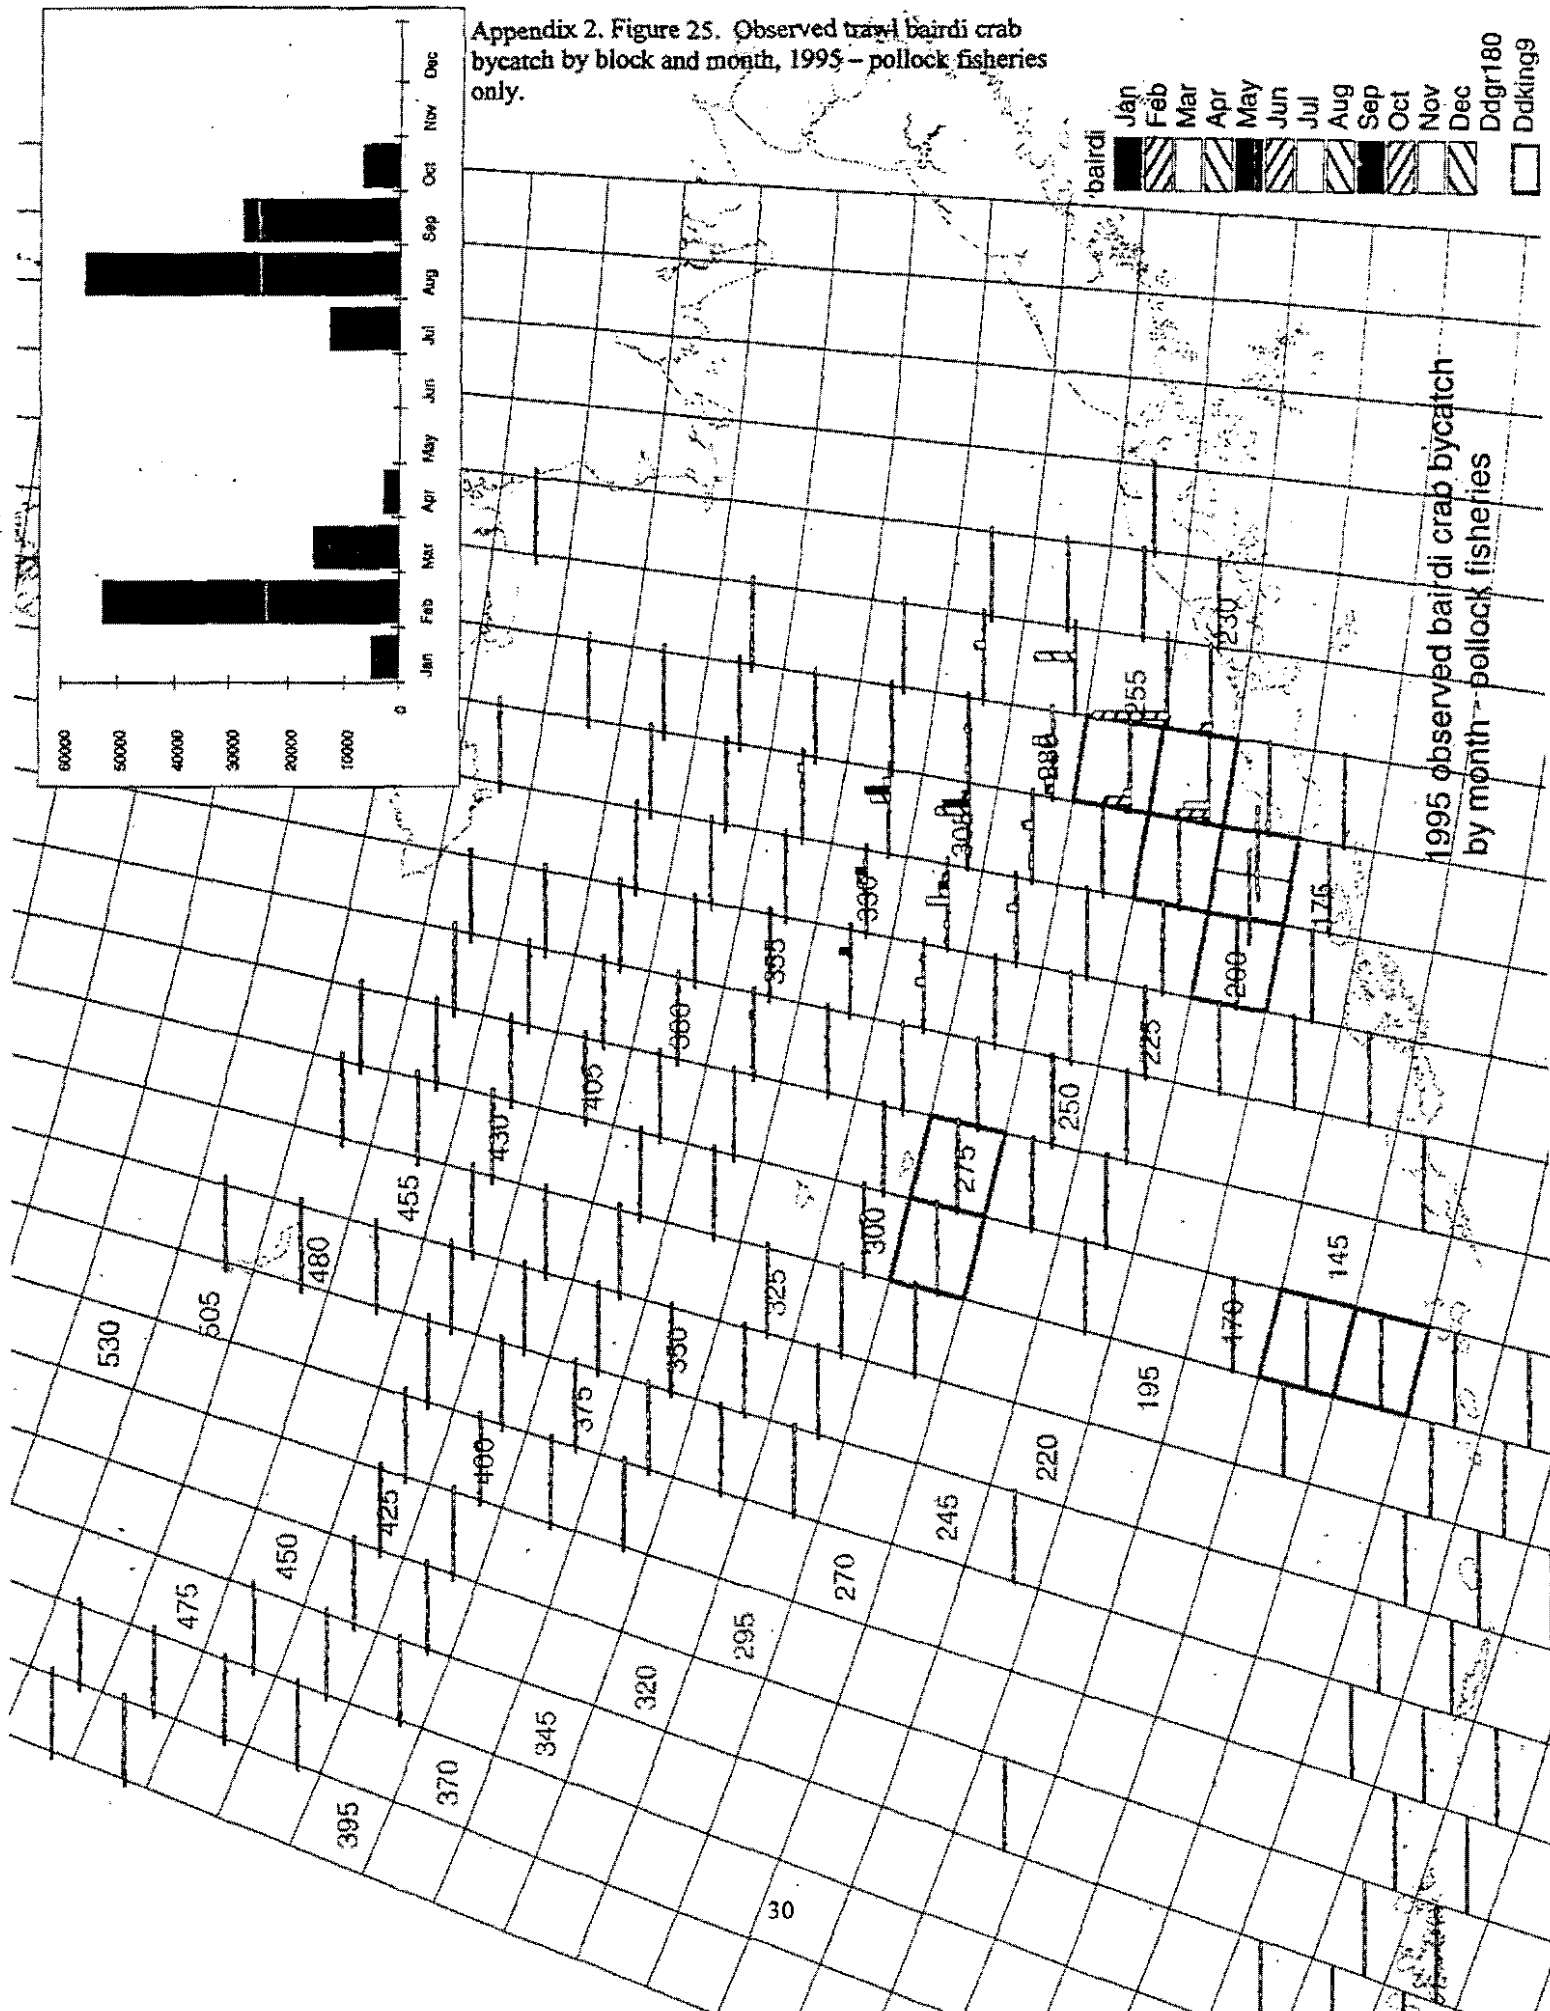 Appendix 2. Figure 25. Observed trawl bairdi crab
bycatch by block and month, 1995 – pollock fisheries
only.
60000
50000
40000
30000
20000
10000
0
Jan
Feb
Mar
Apr
May
Jun
Jul
Aug
Sep
Oct
Nov
Dec
'bairdi
Jan
Feb
Mar
Apr
May
Jun
Jul
Aug
Sep
Oct
Nov
Dec
Ddgr180
Ddking9
1995 observed bairdi crab bycatch
by month--pollock fisheries
530
505
480
455
430
405
380
355
330
255
230
475
450
425
400
375
350
325
300
275
250
225
200
175
395
370
345
320
295
270
245
220
195
170
145
30